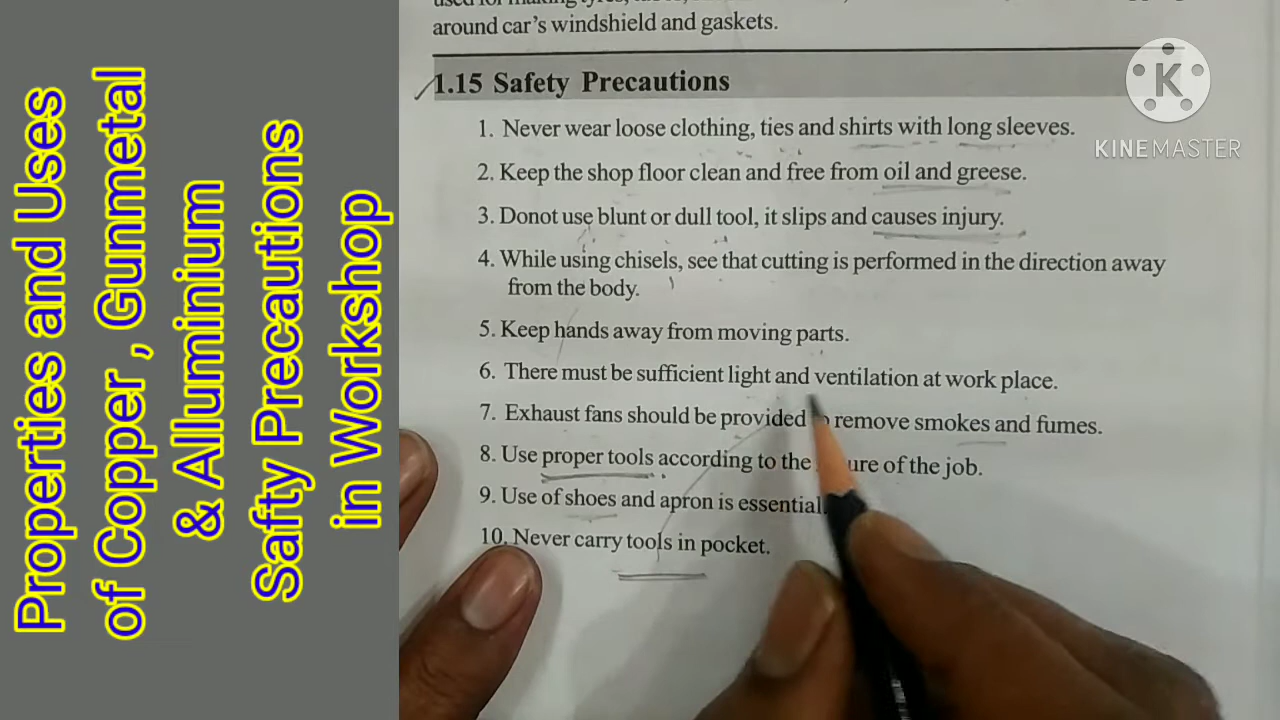 Properties and Uses
of Copper , Gunmetal
& Alluminium
Safty Precautions
in Workshop
around car's windshield and gaskets.
1.15 Safety Precautions
1. Never wear loose clothing, ties and shirts with long sleeves.
2. Keep the shop floor clean and free from oil and greese.
3. Donot use blunt or dull tool, it slips and causes injury.
4. While using chisels, see that cutting is performed in the direction away
from the body.
5. Keep hands away from moving parts.
6. There must be sufficient light and ventilation at work place.
7. Exhaust fans should be provided remove smokes and fumes.
8. Use proper tools according to the of the job.
9. Use of shoes and apron is essential.
10. Never carry tools in pocket.
K
KINEMASTER